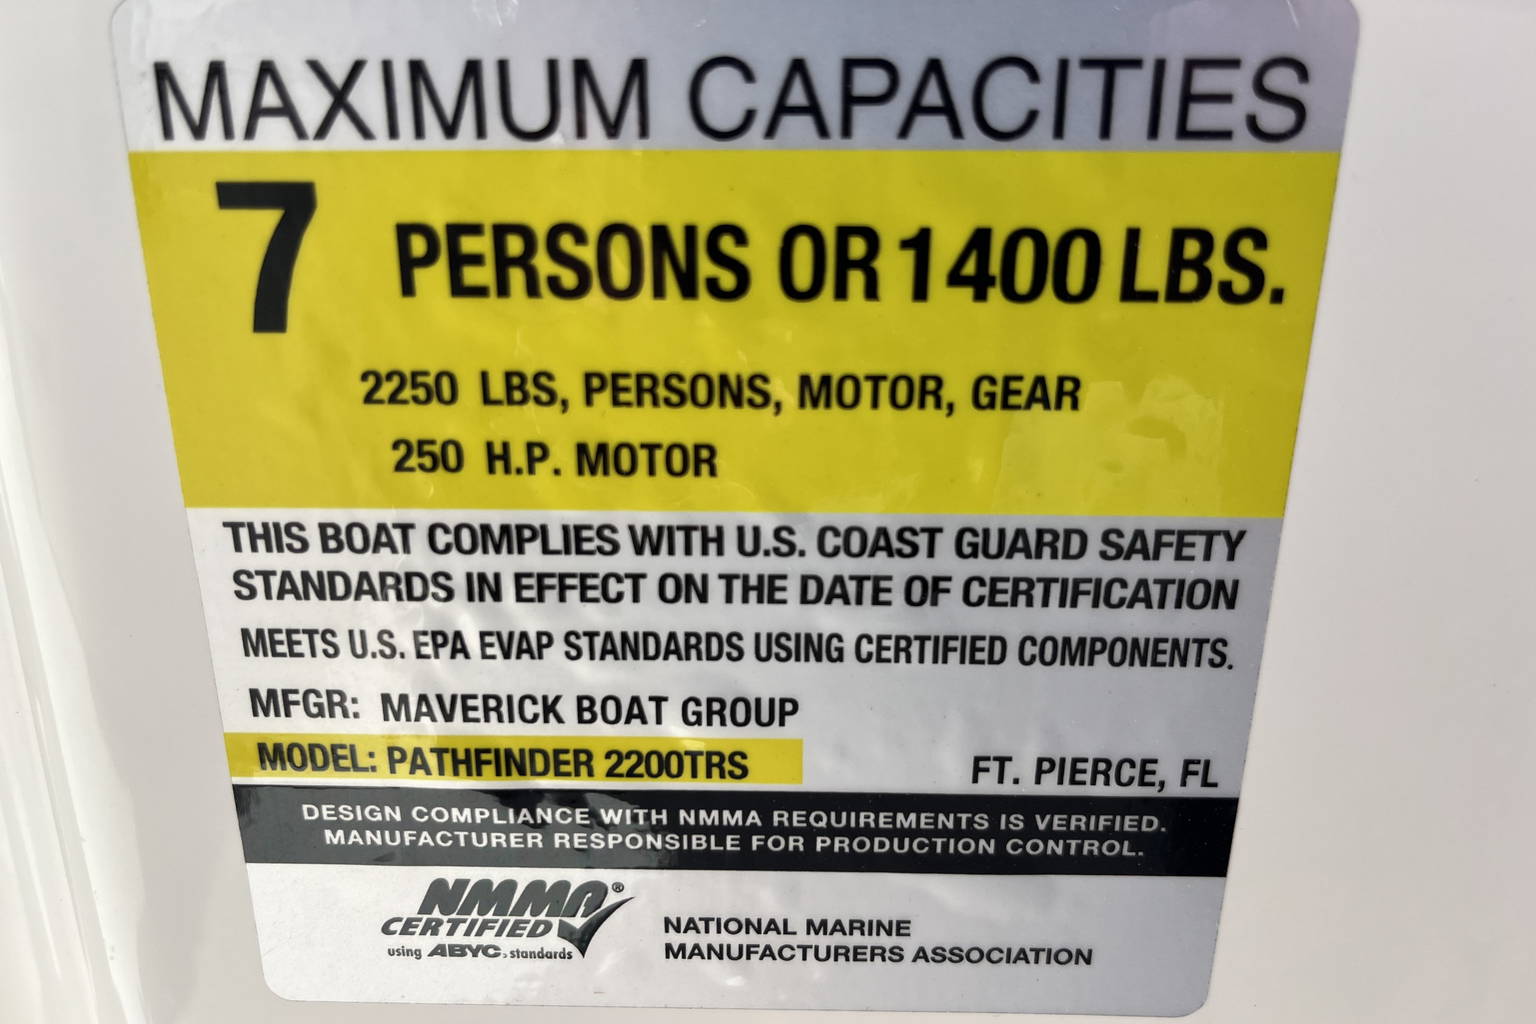 MAXIMUM CAPACITIES
7 PERSONS OR 1400 LBS.
2250 LBS, PERSONS, MOTOR, GEAR
250 H.P. MOTOR
THIS BOAT COMPLIES WITH U.S. COAST GUARD SAFETY
STANDARDS IN EFFECT ON THE DATE OF CERTIFICATION
MEETS U.S. EPA EVAP STANDARDS USING CERTIFIED COMPONENTS.
MFGR: MAVERICK BOAT GROUP
MODEL: PATHFINDER 2200TRS FT. PIERCE, FL
DESIGN COMPLIANCE WITH NMMA REQUIREMENTS IS VERIFIED.
MANUFACTURER RESPONSIBLE FOR PRODUCTION CONTROL.
NMMA®
CERTIFIED
using ABYC, standards
NATIONAL MARINE
MANUFACTURERS ASSOCIATION